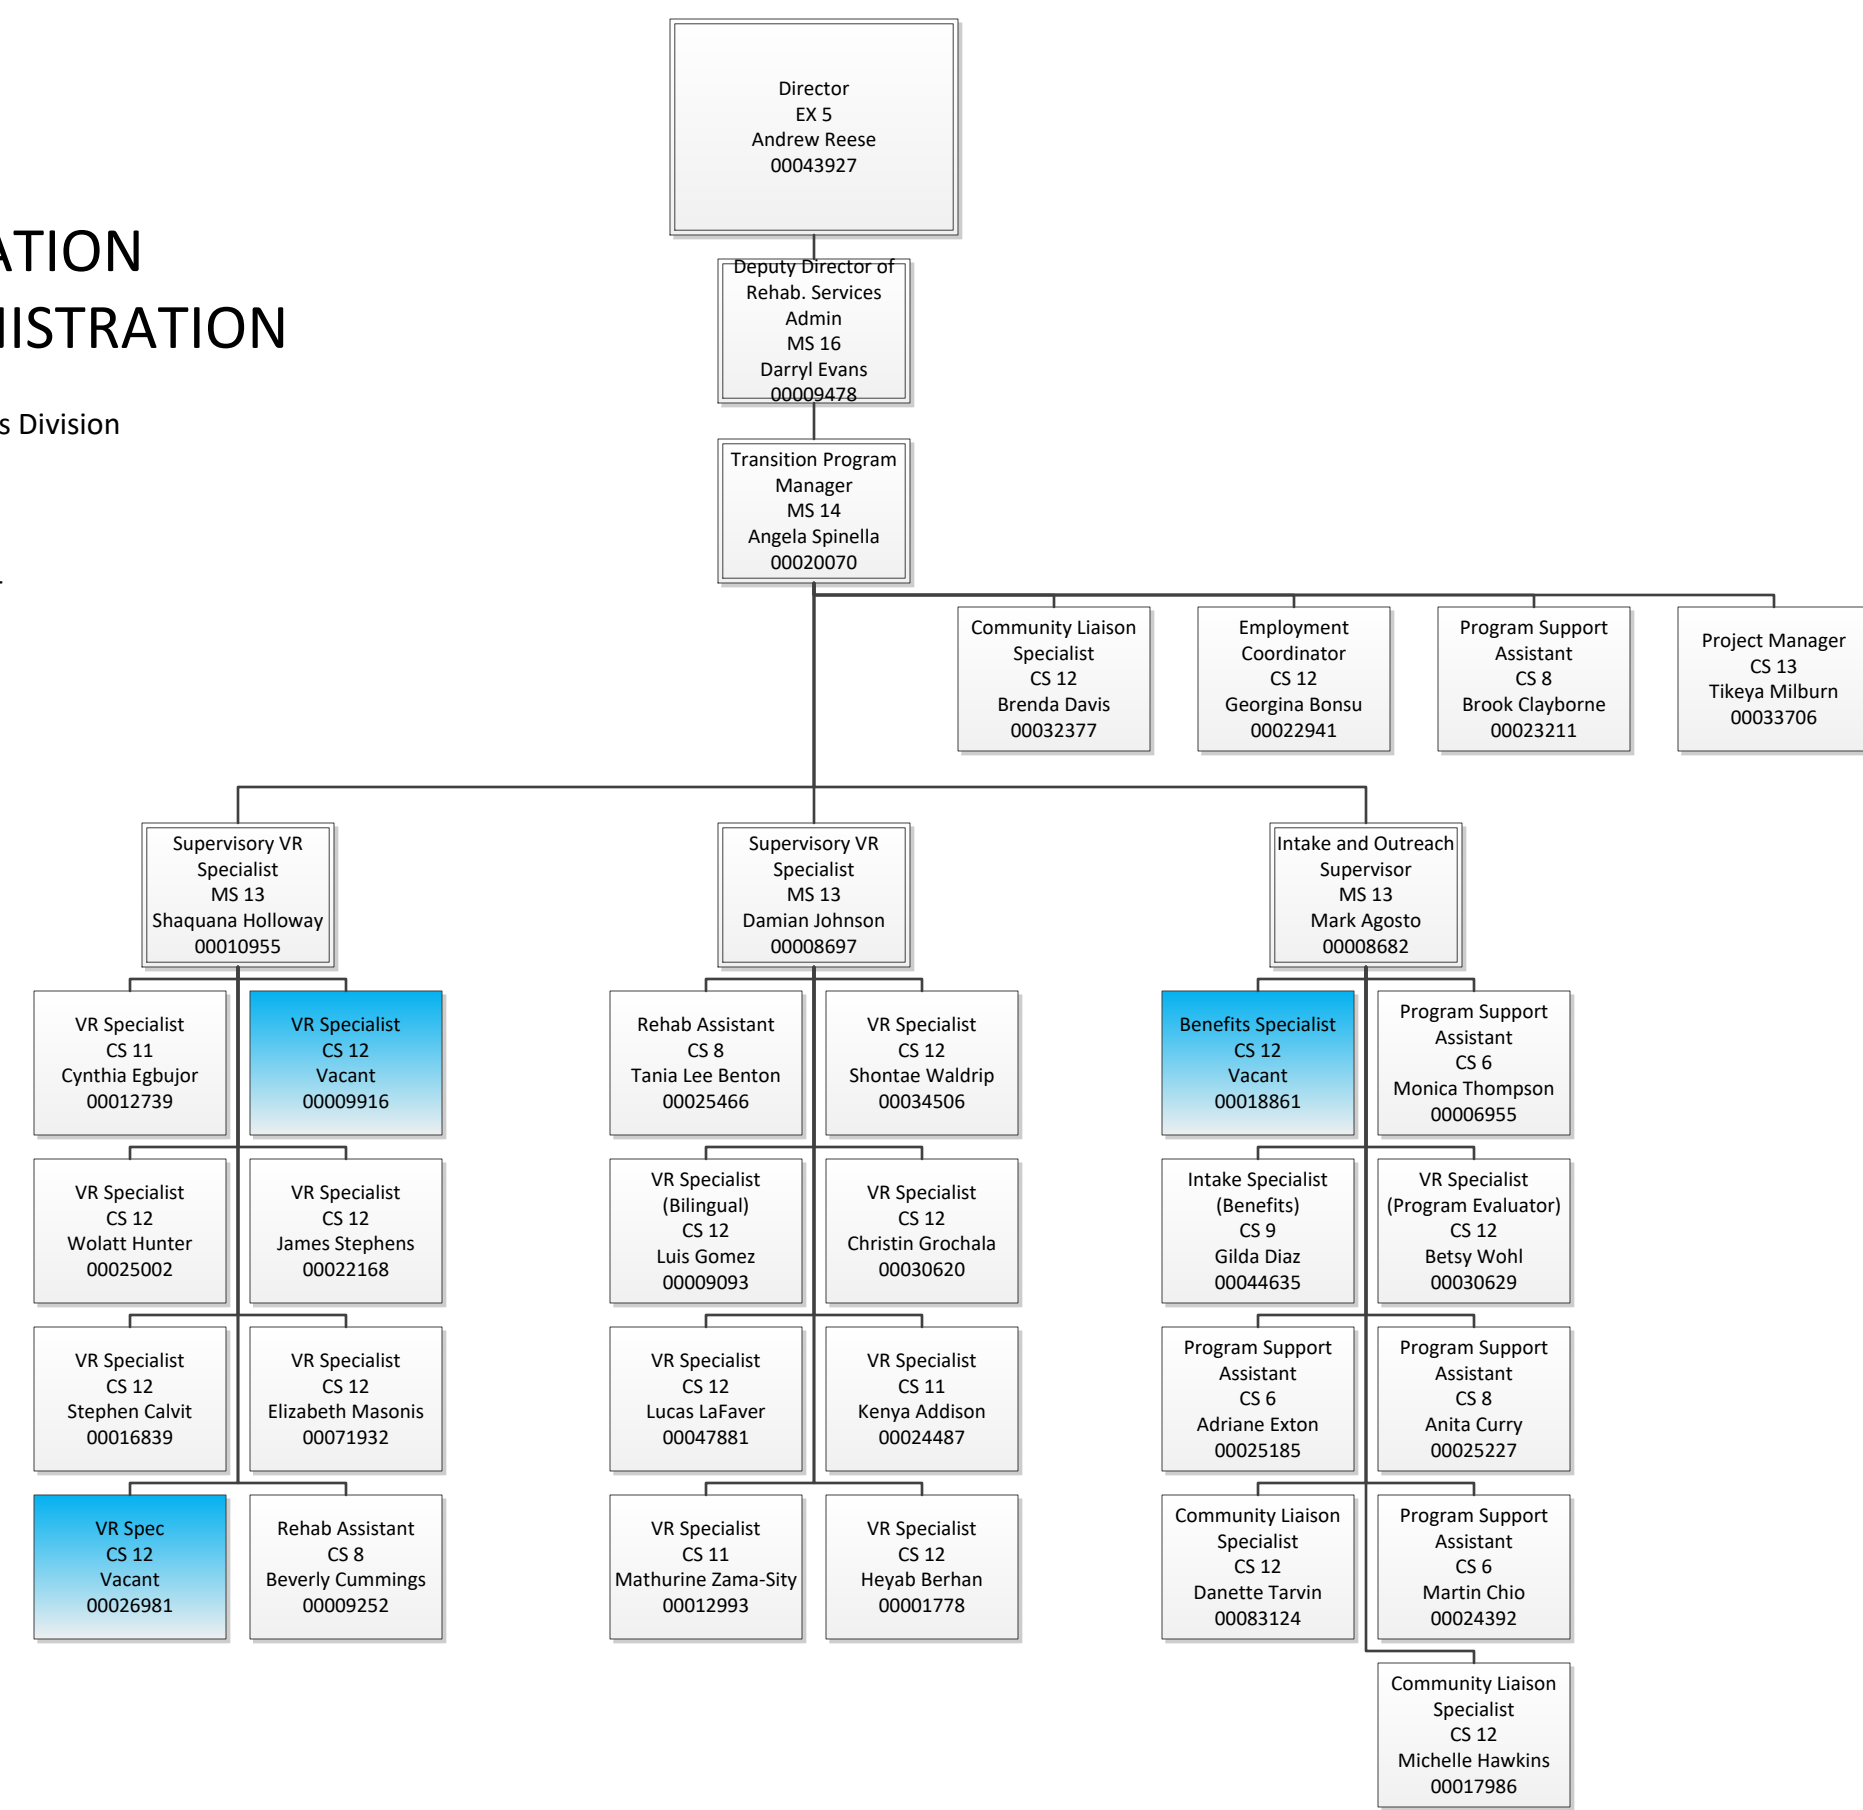 Director
EX 5
Andrew Reese
00043927
ATION
NISTRATION
s Division
Deputy Director of
Rehab. Services
Admin
MS 16
Darryl Evans
00009478
Transition Program
Manager
MS 14
Angela Spinella
00020070
Community Liaison
Specialist
CS 12
Brenda Davis
00032377
Employment
Coordinator
CS 12
Georgina Bonsu
00022941
Program Support
Assistant
CS 8
Brook Clayborne
00023211
Project Manager
CS 13
Tikeya Milburn
00033706
Supervisory VR
Specialist
MS 13
Shaquana Holloway
00010955
Supervisory VR
Specialist
MS 13
Damian Johnson
00008697
Intake and Outreach
Supervisor
MS 13
Mark Agosto
00008682
VR Specialist
CS 11
Cynthia Egbujor
00012739
VR Specialist
CS 12
Vacant
00009916
VR Specialist
CS 12
Wolatt Hunter
00025002
VR Specialist
CS 12
James Stephens
00022168
VR Specialist
CS 12
Stephen Calvit
00016839
VR Specialist
CS 12
Elizabeth Masonis
00071932
VR Spec
CS 12
Vacant
00026981
Rehab Assistant
CS 8
Beverly Cummings
00009252
Rehab Assistant
CS 8
Tania Lee Benton
00025466
VR Specialist
CS 12
Shontae Waldrip
00034506
VR Specialist
(Bilingual)
CS 12
Luis Gomez
00009093
VR Specialist
CS 12
Christin Grochala
00030620
VR Specialist
CS 12
Lucas LaFaver
00047881
VR Specialist
CS 11
Kenya Addison
00024487
VR Specialist
CS 11
Mathurine Zama-Sity
00012993
VR Specialist
CS 12
Heyab Berhan
00001778
Benefits Specialist
CS 12
Vacant
00018861
Program Support
Assistant
CS 6
Monica Thompson
00006955
Intake Specialist
(Benefits)
CS 9
Gilda Diaz
00044635
VR Specialist
(Program Evaluator)
CS 12
Betsy Wohl
00030629
Program Support
Assistant
CS 6
Adriane Exton
00025185
Program Support
Assistant
CS 8
Anita Curry
00025227
Community Liaison
Specialist
CS 12
Danette Tarvin
00083124
Program Support
Assistant
CS 6
Martin Chio
00024392
Community Liaison
Specialist
CS 12
Michelle Hawkins
00017986